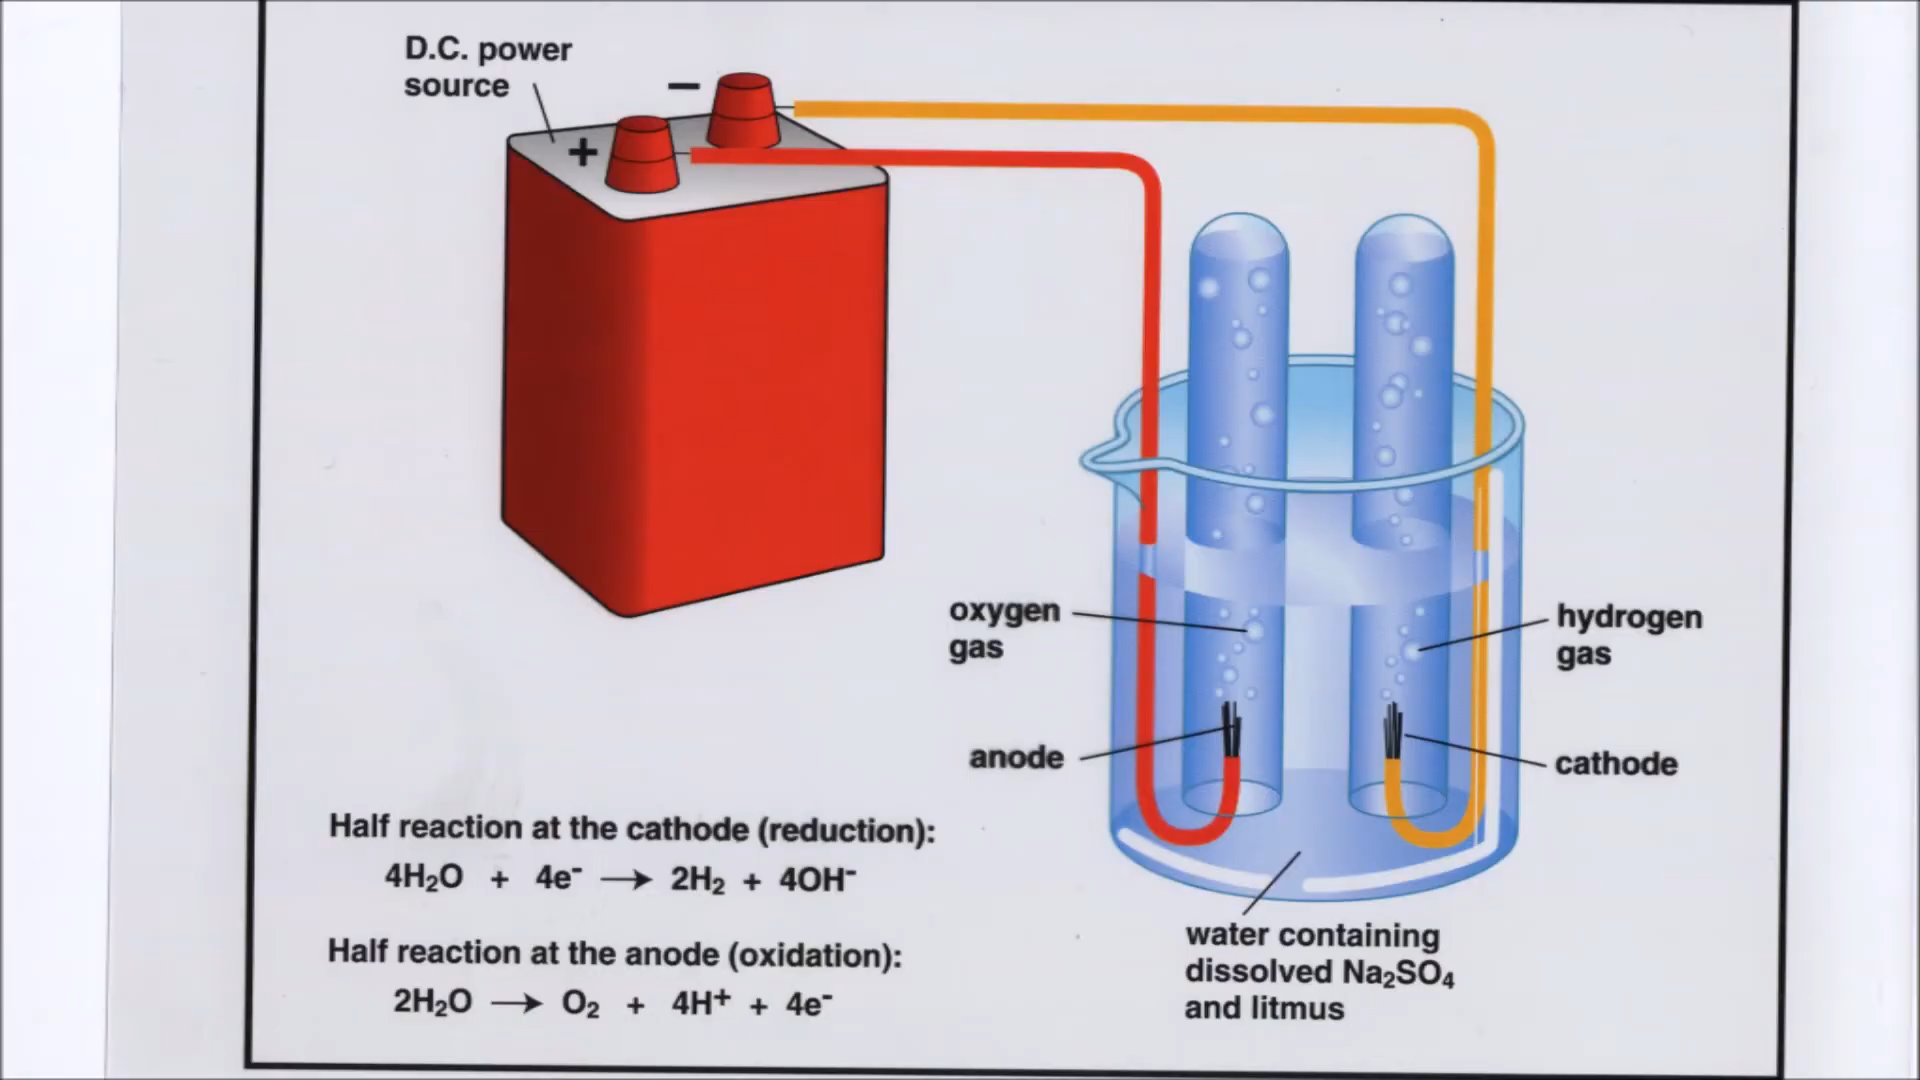 D.C. power
source
−
+
oxygen
gas
hydrogen
gas
anode
cathode
Half reaction at the cathode (reduction):
4H₂O + 4e⁻ ⟶ 2H₂ + 4OH⁻
Half reaction at the anode (oxidation):
2H₂O ⟶ O₂ + 4H⁺ + 4e⁻
water containing
dissolved Na₂SO₄
and litmus